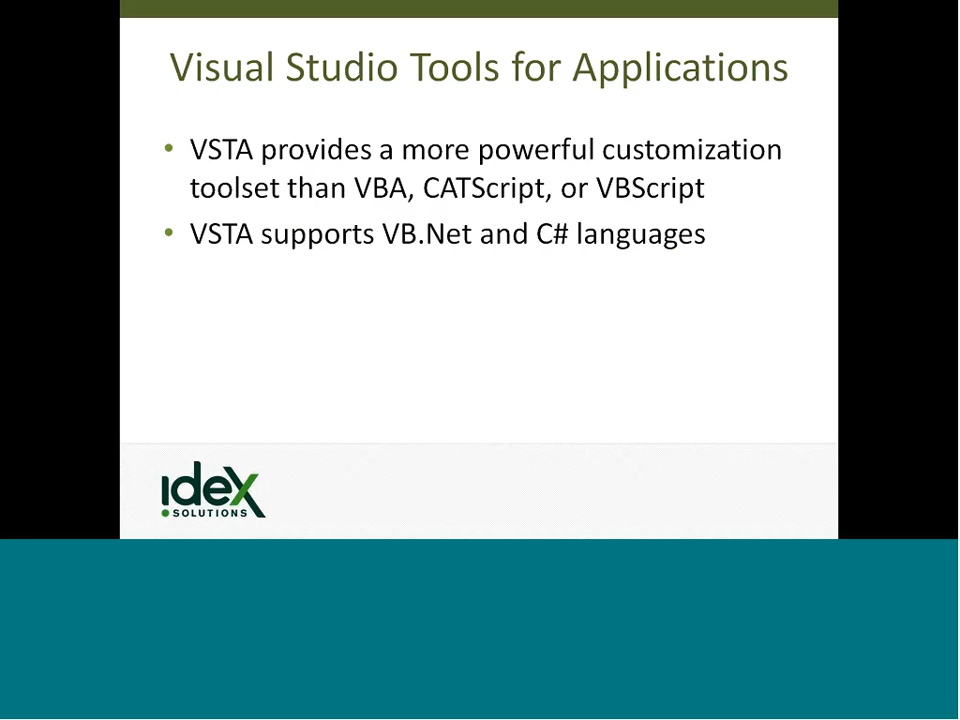 Visual Studio Tools for Applications
• VSTA provides a more powerful customization
toolset than VBA, CATScript, or VBScript
• VSTA supports VB.Net and C# languages
idex
SOLUTIONS